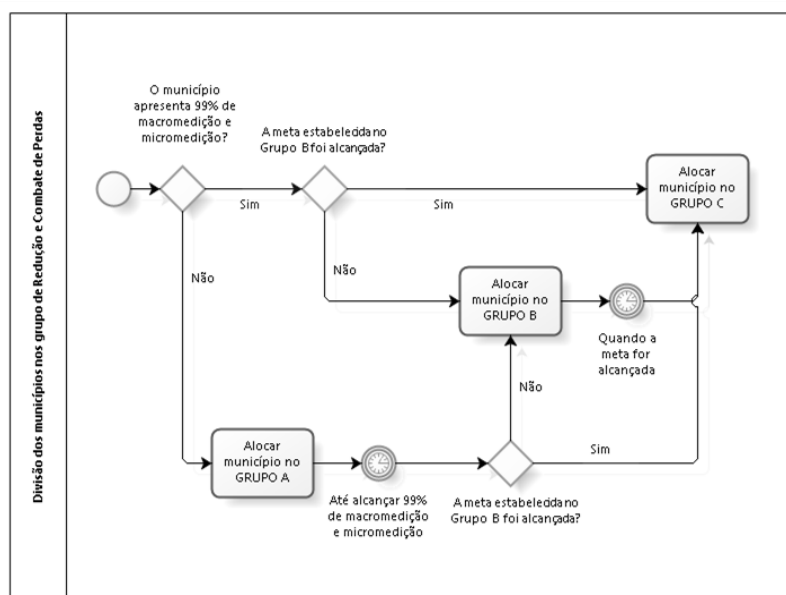 Divisão dos municípios nos grupo de Redução e Combate de Perdas
O município
apresenta 99% de
macromedição e
micromedição?
A meta estabelecida no
Grupo B foi alcançada?
Sim
Sim
Alocar
município no
GRUPO C
Não
Não
Alocar
município no
GRUPO B
Quando a
meta for
alcançada
Não
Alocar
município no
GRUPO A
Até alcançar 99%
de macromedição
e micromedição
A meta estabelecida no
Grupo B foi alcançada?
Sim